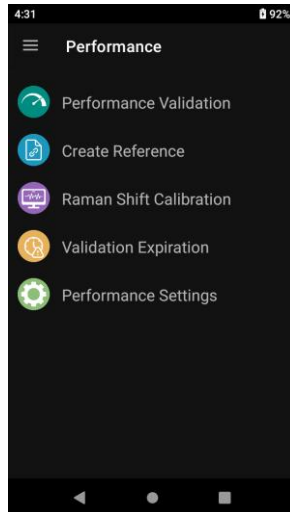 4:31
92%
Performance
Performance Validation
Create Reference
Raman Shift Calibration
Validation Expiration
Performance Settings